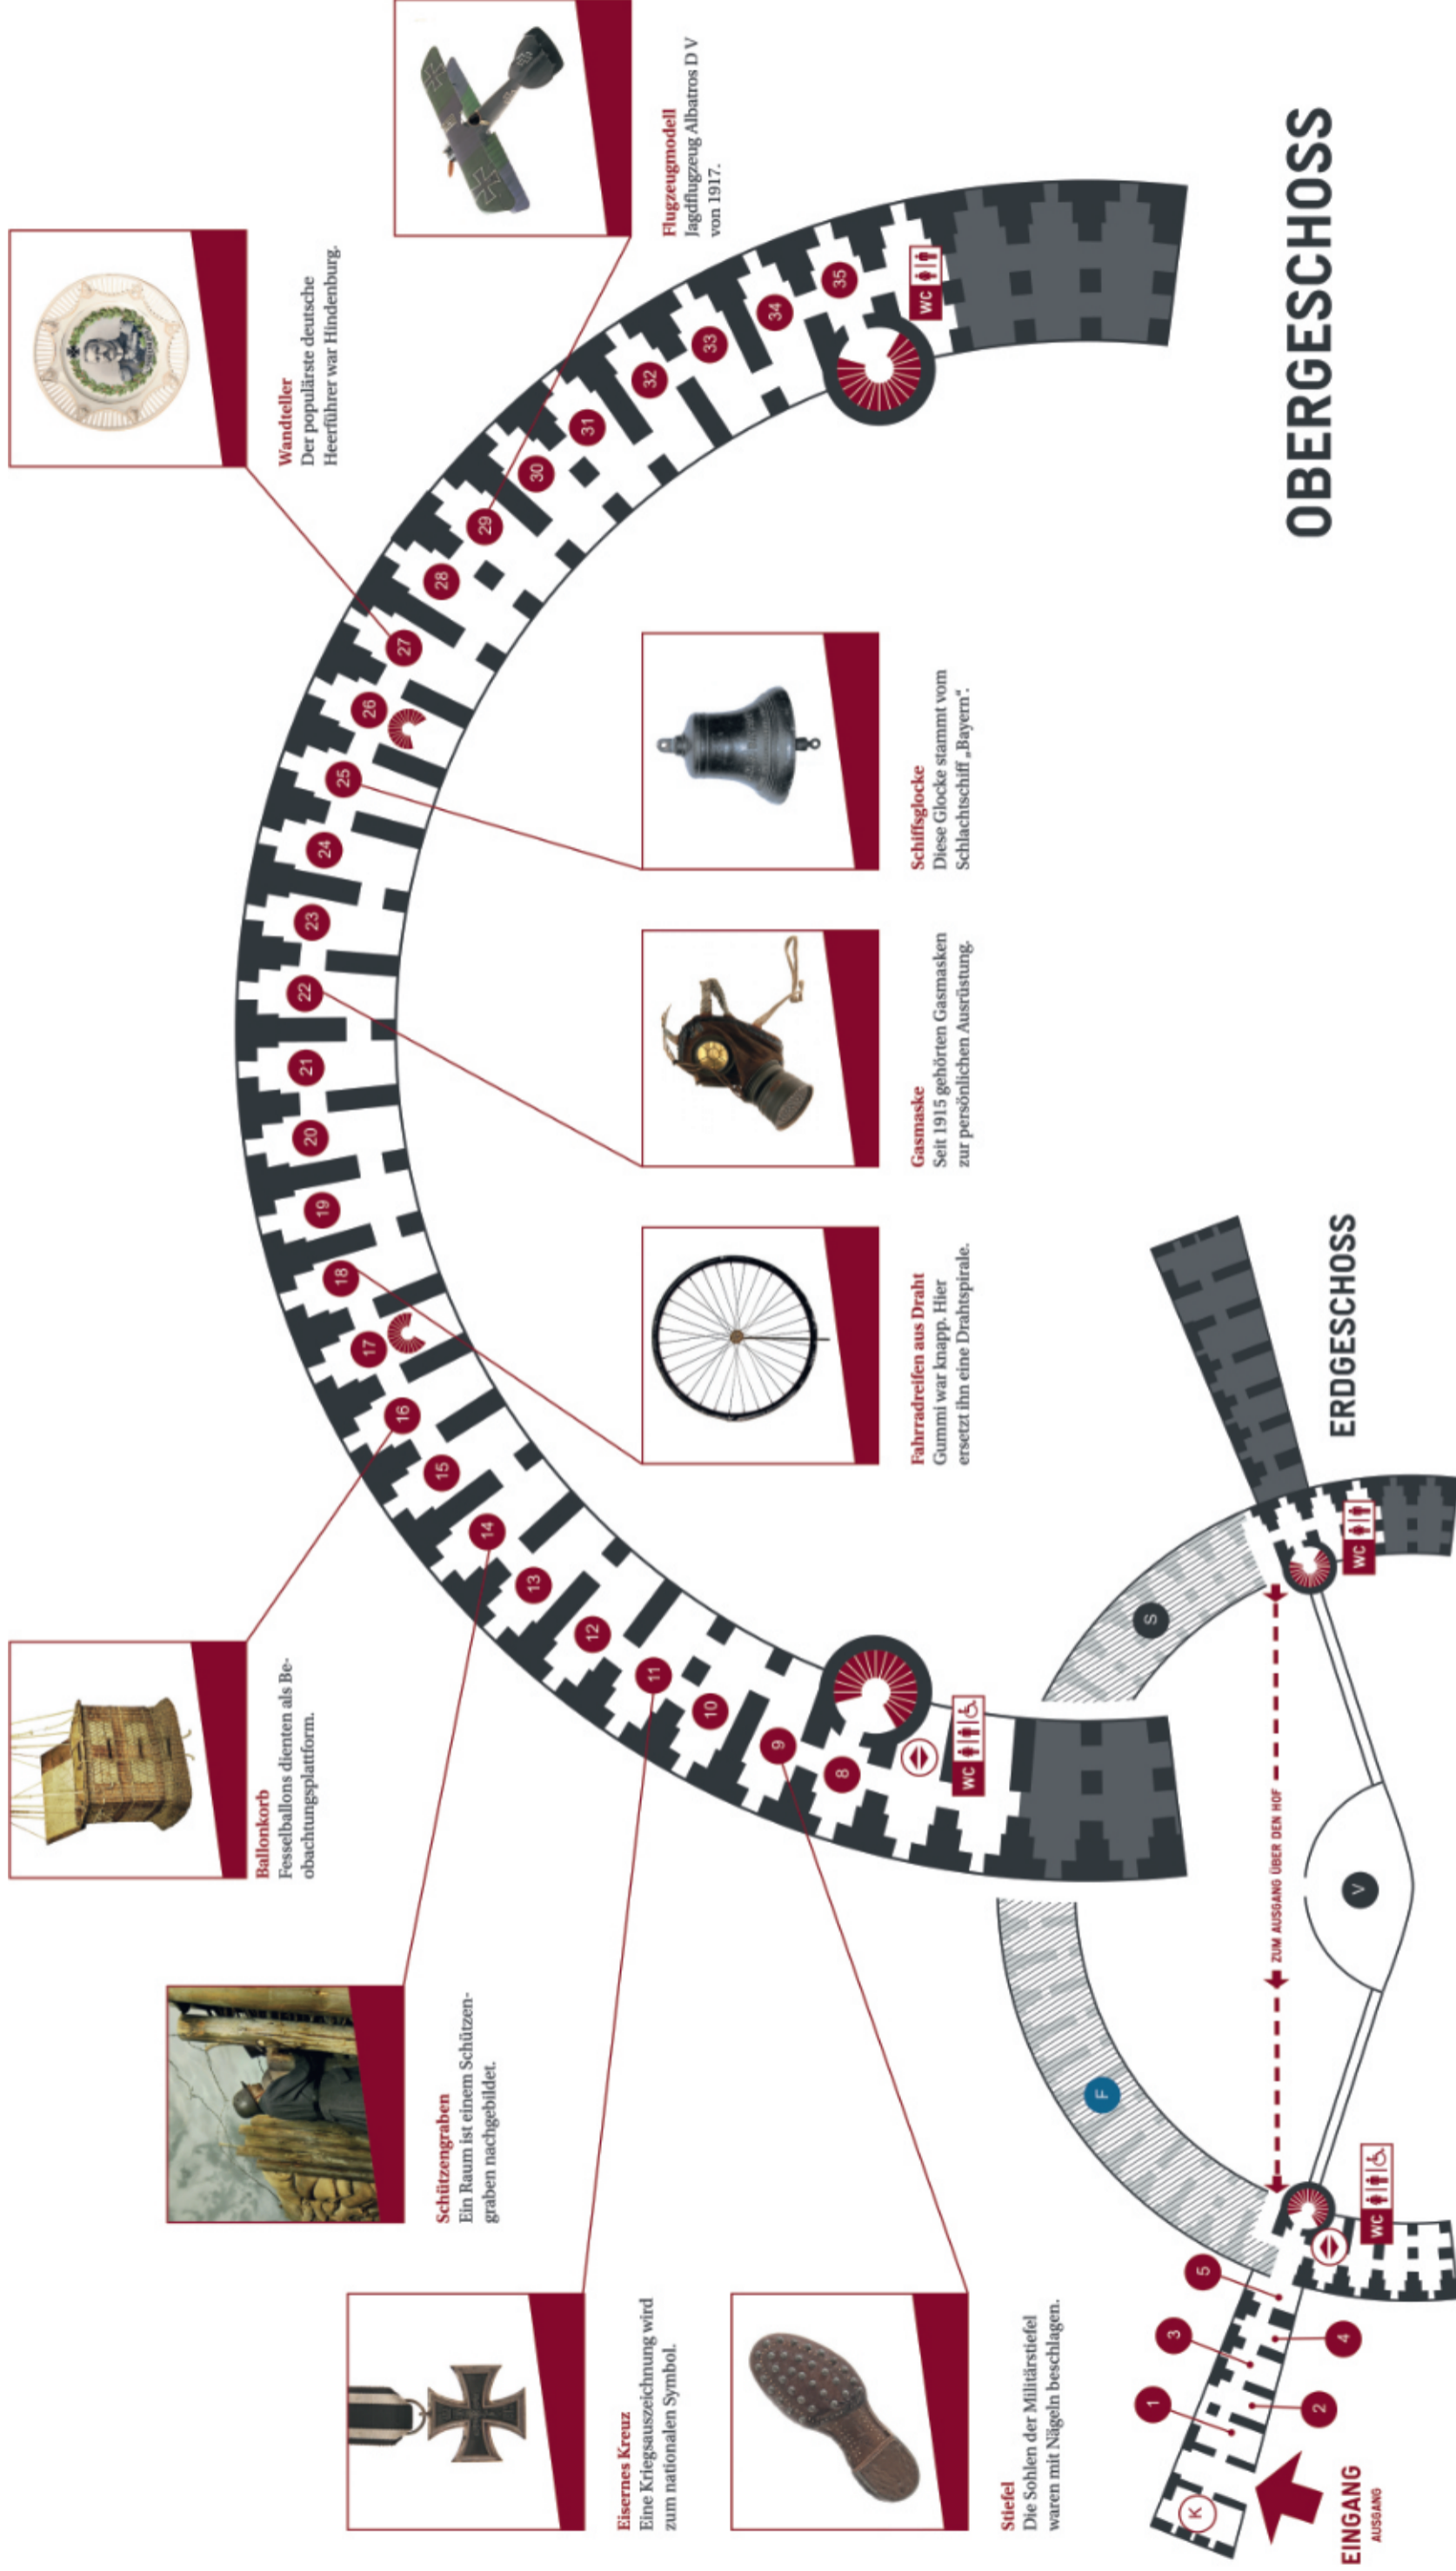 Eisernes Kreuz
Eine Kriegsauszeichnung wird
zum nationalen Symbol.
Stiefel
Die Sohlen der Militärstiefel
waren mit Nägeln beschlagen.
Schützengraben
Ein Raum ist einem Schützen-
graben nachgebildet.
Ballonkorb
Fesselballons dienten als Be-
obachtungsplattform.
Wandteller
Der populärste deutsche
Heerführer war Hindenburg.
Flugzeugmodell
Jagdflugzeug Albatros D V
von 1917.
Fahrradreifen aus Draht
Gummi war knapp. Hier
ersetzt ihn eine Drahtspirale.
Gasmaske
Seit 1915 gehörten Gasmasken
zur persönlichen Ausrüstung.
Schiffsglocke
Diese Glocke stammt vom
Schlachtschiff „Bayern“.
8
9
10
11
12
13
14
15
16
17
18
19
20
21
22
23
24
25
26
27
28
29
30
31
32
33
34
35
WC
WC
OBERGESCHOSS
ERDGESCHOSS
K
1
2
3
4
5
F
S
V
WC
WC
ZUM AUSGANG ÜBER DEN HOF
EINGANG
AUSGANG